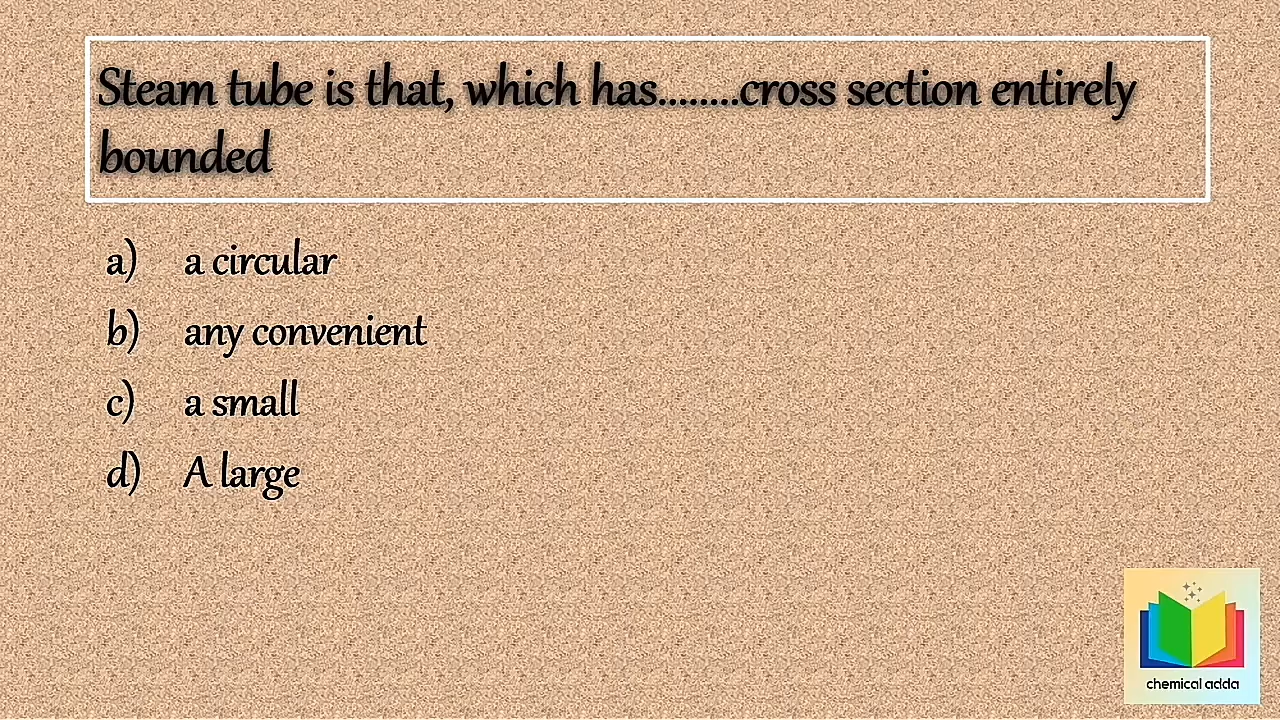 Steam tube is that, which has........cross section entirely
bounded
a) a circular
b) any convenient
c) a small
d) A large
chemical adda